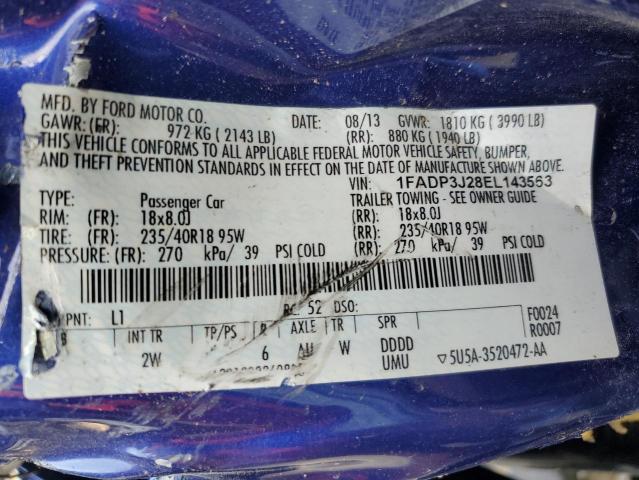 MFD. BY FORD MOTOR CO. DATE: 08/13 GVWR: 1810 KG ( 3990 LB)
GAWR: (FR): 972 KG ( 2143 LB) (RR): 880 KG ( 1940 LB)
THIS VEHICLE CONFORMS TO ALL APPLICABLE FEDERAL MOTOR VEHICLE SAFETY, BUMPER,
AND THEFT PREVENTION STANDARDS IN EFFECT ON THE DATE OF MANUFACTURE SHOWN ABOVE.
VIN: 1FADP3J28EL143563
TYPE: Passenger Car TRAILER TOWING - SEE OWNER GUIDE
RIM: (FR): 18x8.0J (RR): 18x8.0J
TIRE: (FR): 235/40R18 95W (RR): 235/40R18 95W
PRESSURE: (FR): 270 kPa/ 39 PSI COLD (RR): 270 kPa/ 39 PSI COLD
PNT: L1 RC: 52 DSO:
B INT TR TP/PS R AXLE TR SPR F0024
2W 6 AU W DDDD R0007
UMU ▽5U5A-3520472-AA